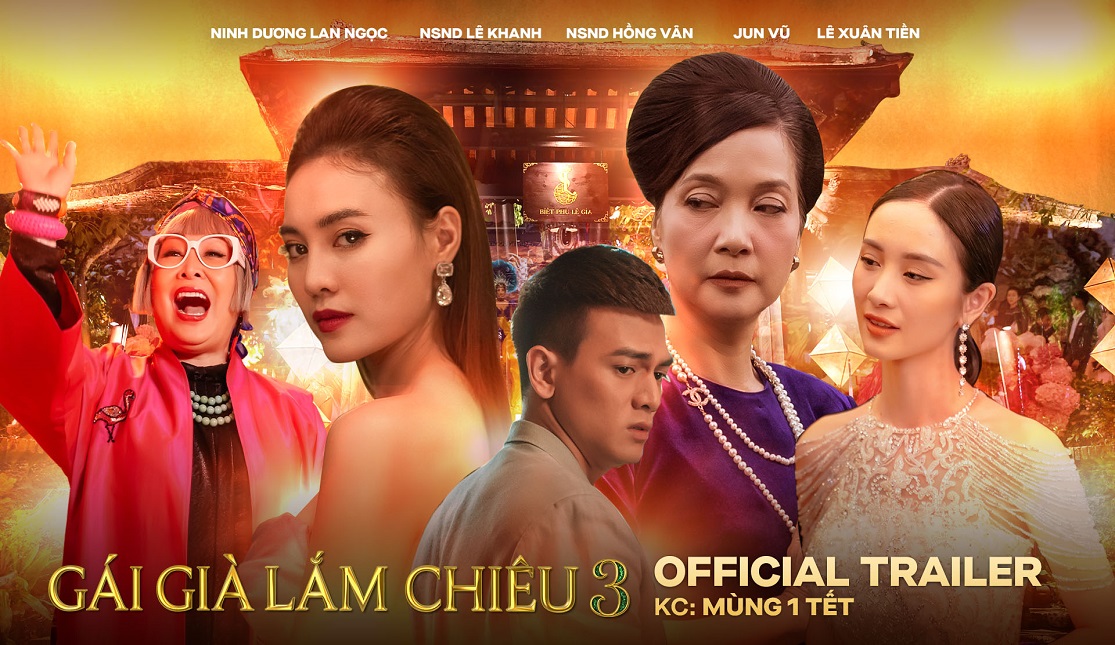 NINH DƯƠNG LAN NGỌC NSND LÊ KHANH NSND HỒNG VÂN JUN VŨ LÊ XUÂN TIỀN
BIỆT PHỦ LÊ GIA
GÁI GIÀ LẮM CHIÊU 3
OFFICIAL TRAILER
KC: MÙNG 1 TẾT